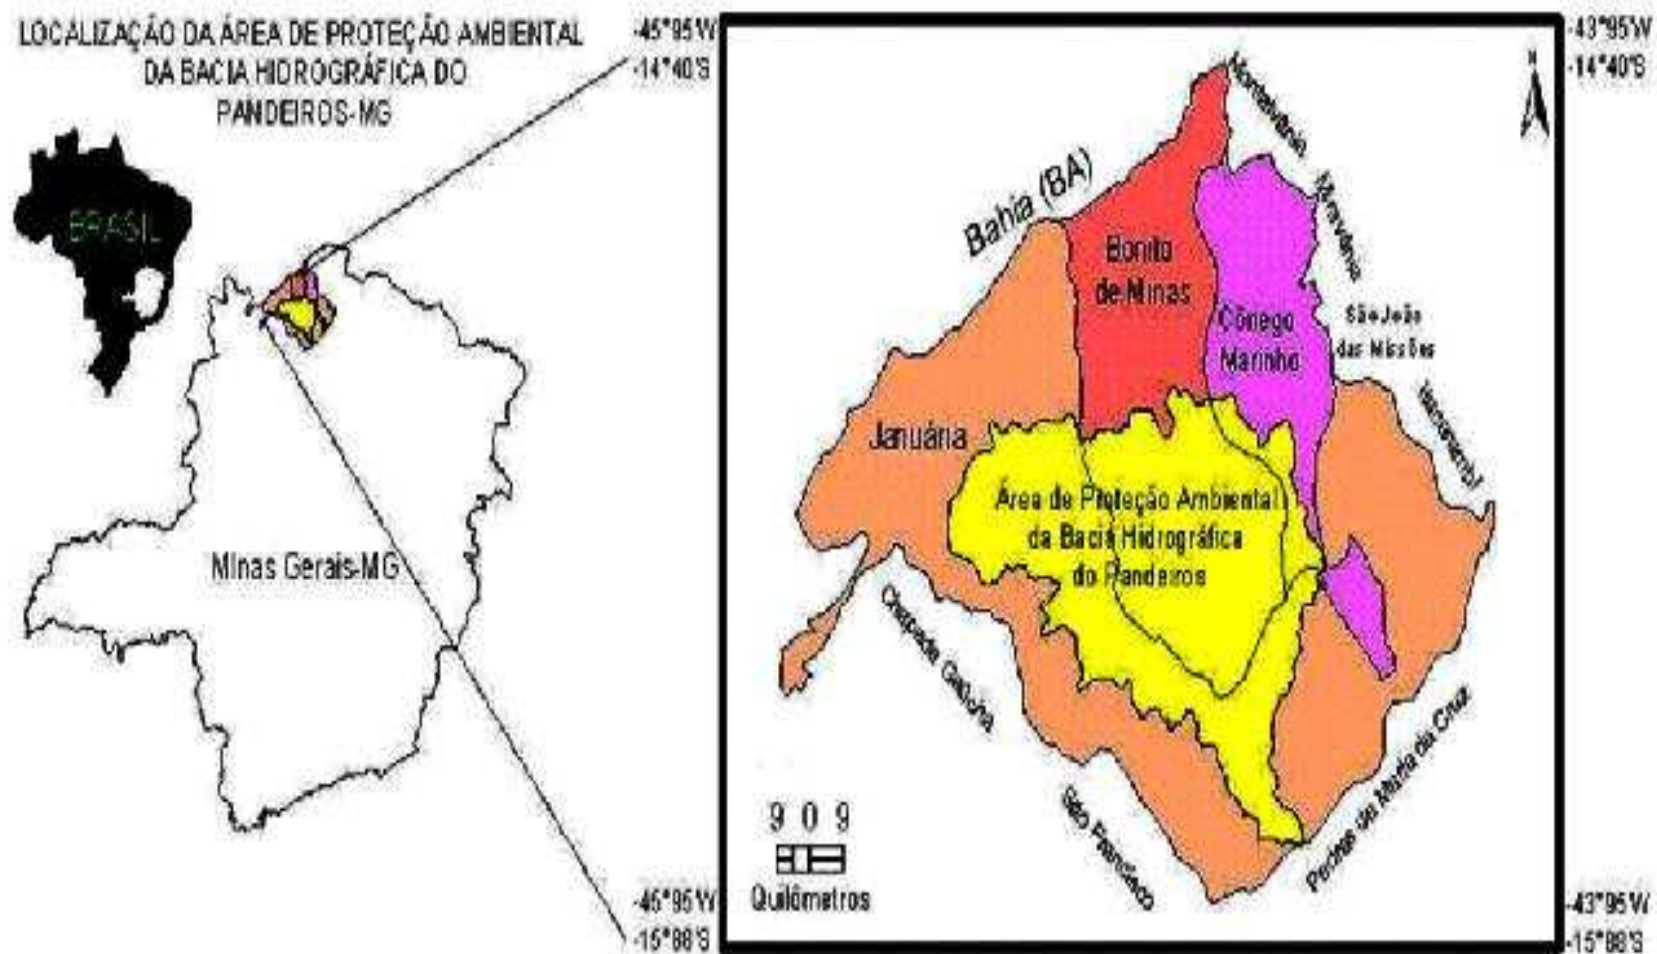 LOCALIZAÇÃO DA ÁREA DE PROTEÇÃO AMBIENTAL
DA BACIA HIDROGRÁFICA DO
PANDEIROS-MG
BRASIL
Minas Gerais-MG
-45°95'W
-14°40'S
-43°95'W
-14°40'S
N
Montalvânia
Miravânia
Bahia (BA)
Bonito
de Minas
Cônego
Marinho
São João
das Missões
Itacarambi
Januária
Área de Proteção Ambiental
da Bacia Hidrográfica
do Pandeiros
Chapada Gaúcha
São Francisco
Pedras de Maria da Cruz
9 0 9
Quilômetros
-45°95'W
-15°88'S
-43°95'W
-15°88'S